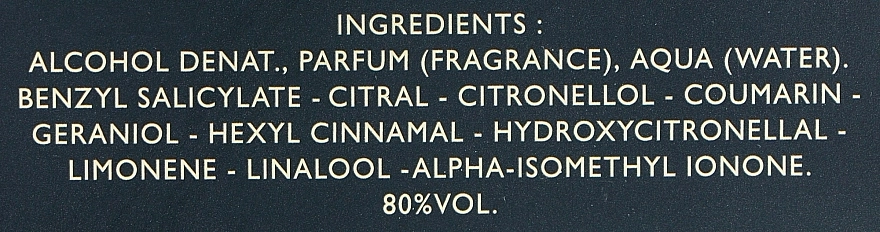 INGREDIENTS :
ALCOHOL DENAT., PARFUM (FRAGRANCE), AQUA (WATER).
BENZYL SALICYLATE - CITRAL - CITRONELLOL - COUMARIN -
GERANIOL - HEXYL CINNAMAL - HYDROXYCITRONELLAL -
LIMONENE - LINALOOL -ALPHA-ISOMETHYL IONONE.
80%VOL.